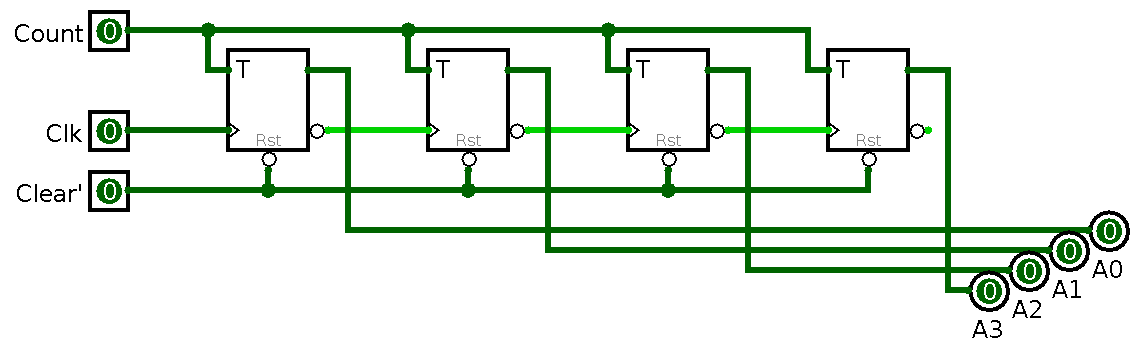 Count 0
T T T T
Clk 0
Rst Rst Rst Rst
Clear' 0
0 A0
0 A1
0 A2
0 A3